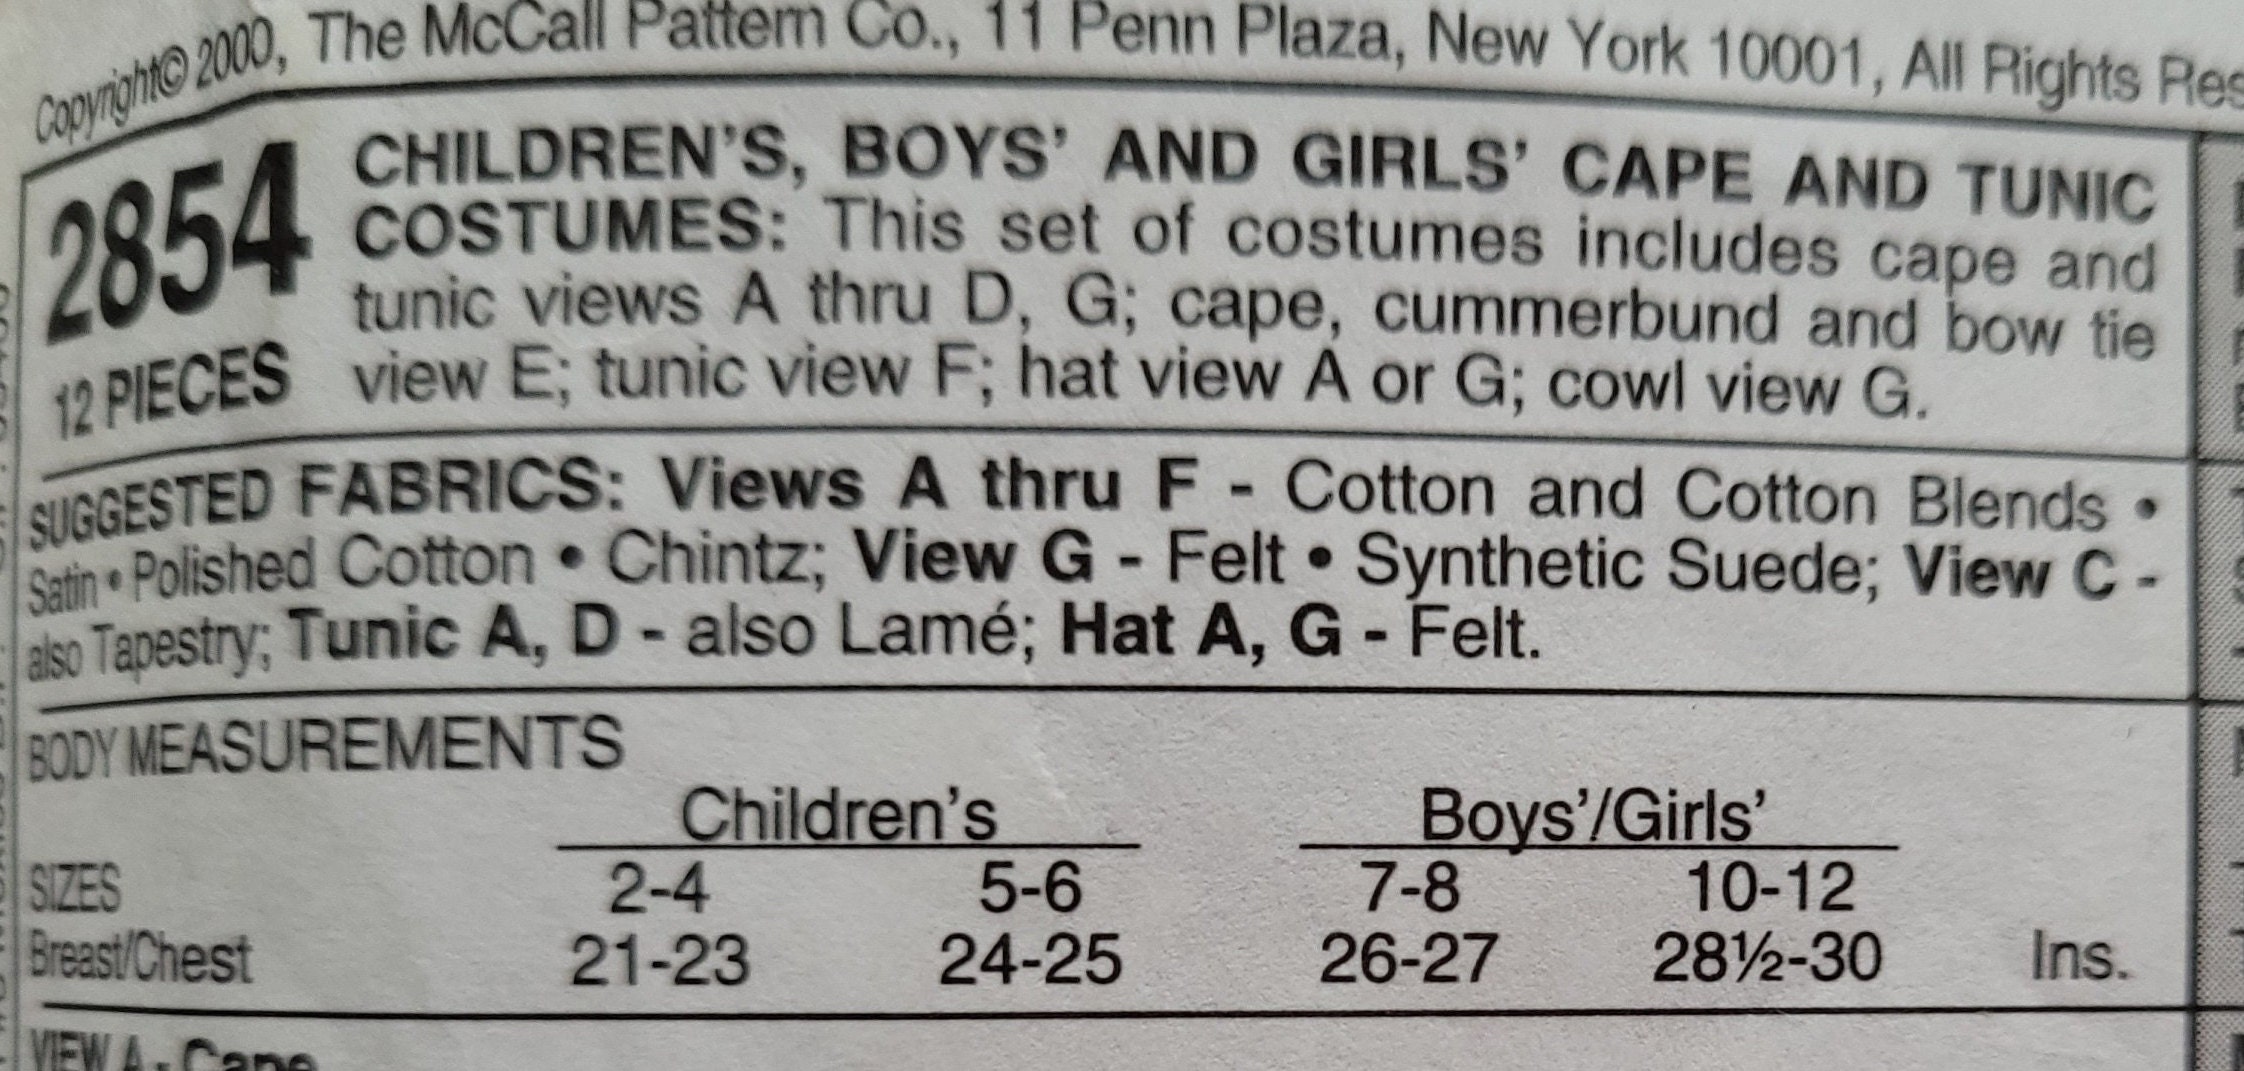 Copyright© 2000, The McCall Pattern Co., 11 Penn Plaza, New York 10001, All Rights Res
2854
12 PIECES
CHILDREN'S, BOYS' AND GIRLS' CAPE AND TUNIC
COSTUMES: This set of costumes includes cape and
tunic views A thru D, G; cape, cummerbund and bow tie
view E; tunic view F; hat view A or G; cowl view G.
SUGGESTED FABRICS: Views A thru F - Cotton and Cotton Blends •
Satin • Polished Cotton • Chintz; View G - Felt • Synthetic Suede; View C -
also Tapestry; Tunic A, D - also Lamé; Hat A, G - Felt.
BODY MEASUREMENTS
Children's Boys'/Girls'
SIZES 2-4 5-6 7-8 10-12
Breast/Chest 21-23 24-25 26-27 28½-30 Ins.
VIEW A - Cape